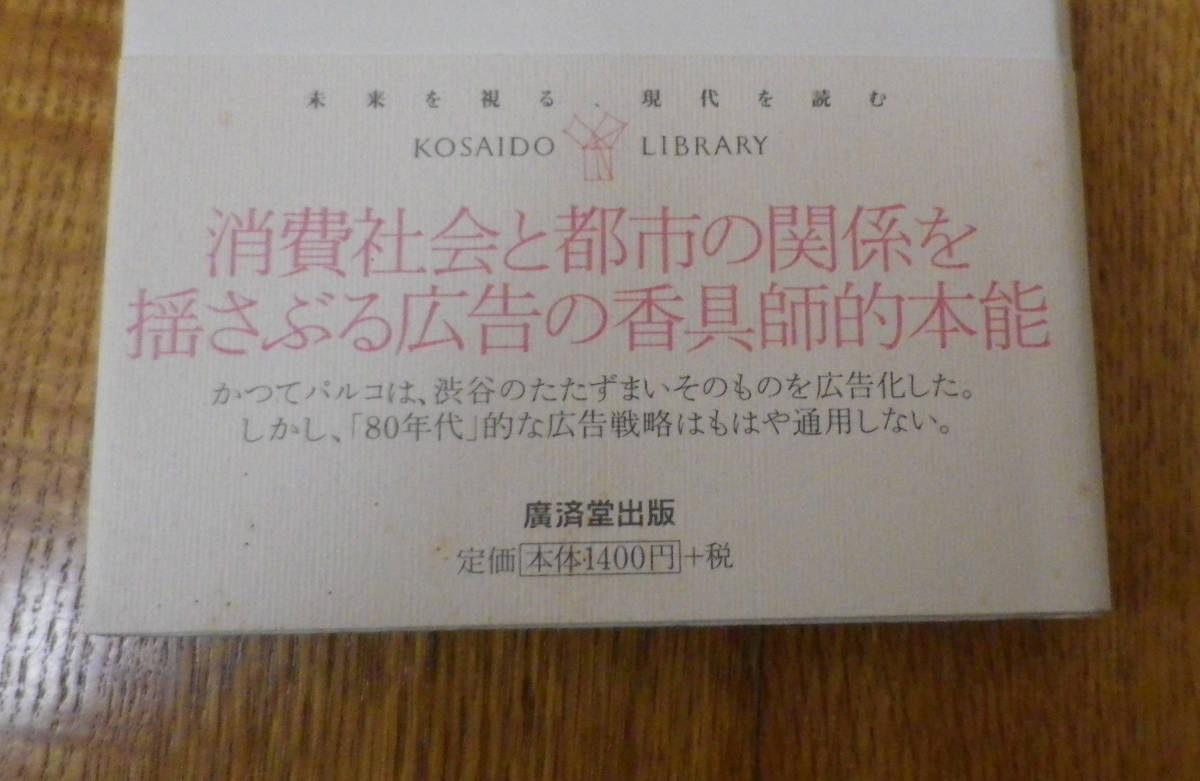 未来を視る、現代を読む
KOSAIDO LIBRARY
消費社会と都市の関係を
揺さぶる広告の香具師的本能
かつてパルコは、渋谷のたたずまいそのものを広告化した。
しかし、「80年代」的な広告戦略はもはや通用しない。
廣済堂出版
定価 本体1400円+税